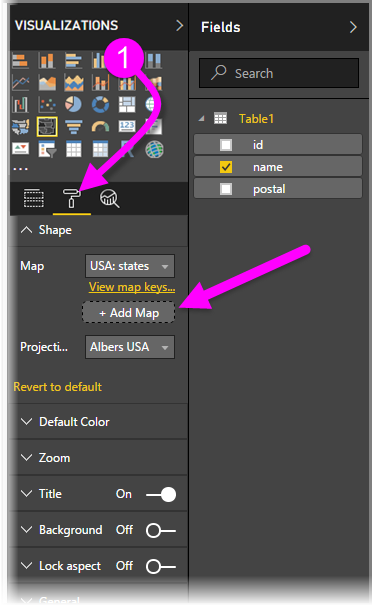 VISUALIZATIONS
Fields
1
Search
123
R
...
Table1
id
name
postal
Shape
Map
USA: states
View map keys...
+ Add Map
Projecti...
Albers USA
Revert to default
Default Color
Zoom
Title On
Background Off
Lock aspect Off
General